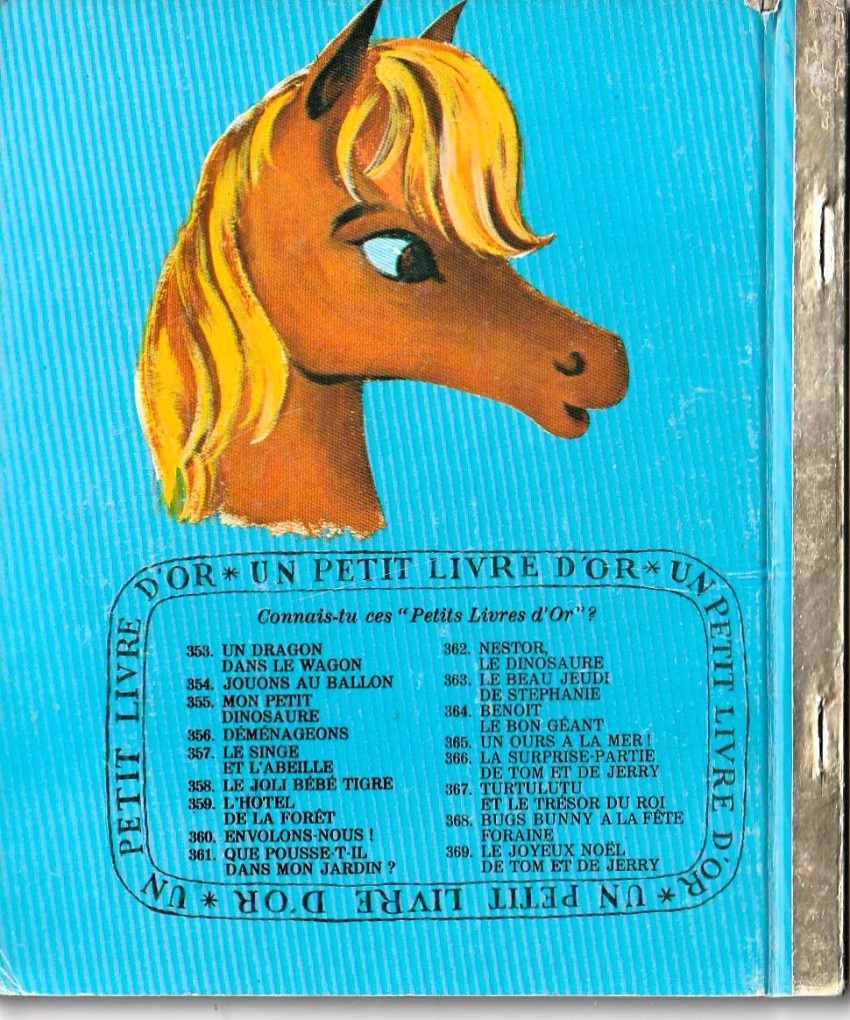 UN PETIT LIVRE D'OR * UN PETIT LIVRE D'OR * UN PETIT LIVRE D'OR * UN PETIT LIVRE D'OR *
Connais-tu ces "Petits Livres d'Or" ?
353. UN DRAGON
DANS LE WAGON
354. JOUONS AU BALLON
355. MON PETIT
DINOSAURE
356. DÉMÉNAGEONS
357. LE SINGE
ET L'ABEILLE
358. LE JOLI BÉBÉ TIGRE
359. L'HOTEL
DE LA FORÊT
360. ENVOLONS-NOUS !
361. QUE POUSSE-T-IL
DANS MON JARDIN ?
362. NESTOR,
LE DINOSAURE
363. LE BEAU JEUDI
DE STEPHANIE
364. BENOIT
LE BON GÉANT
365. UN OURS A LA MER !
366. LA SURPRISE-PARTIE
DE TOM ET DE JERRY
367. TURTULUTU
ET LE TRÉSOR DU ROI
368. BUGS BUNNY A LA FÊTE
FORAINE
369. LE JOYEUX NOËL
DE TOM ET DE JERRY